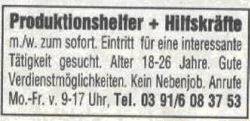 Produktionshelfer + Hilfskräfte
m./w. zum sofort. Eintritt für eine interessante
Tätigkeit gesucht. Alter 18-26 Jahre. Gute
Verdienstmöglichkeiten. Kein Nebenjob. Anrufe
Mo.-Fr. v. 9-17 Uhr, Tel. 03 91/6 08 37 53